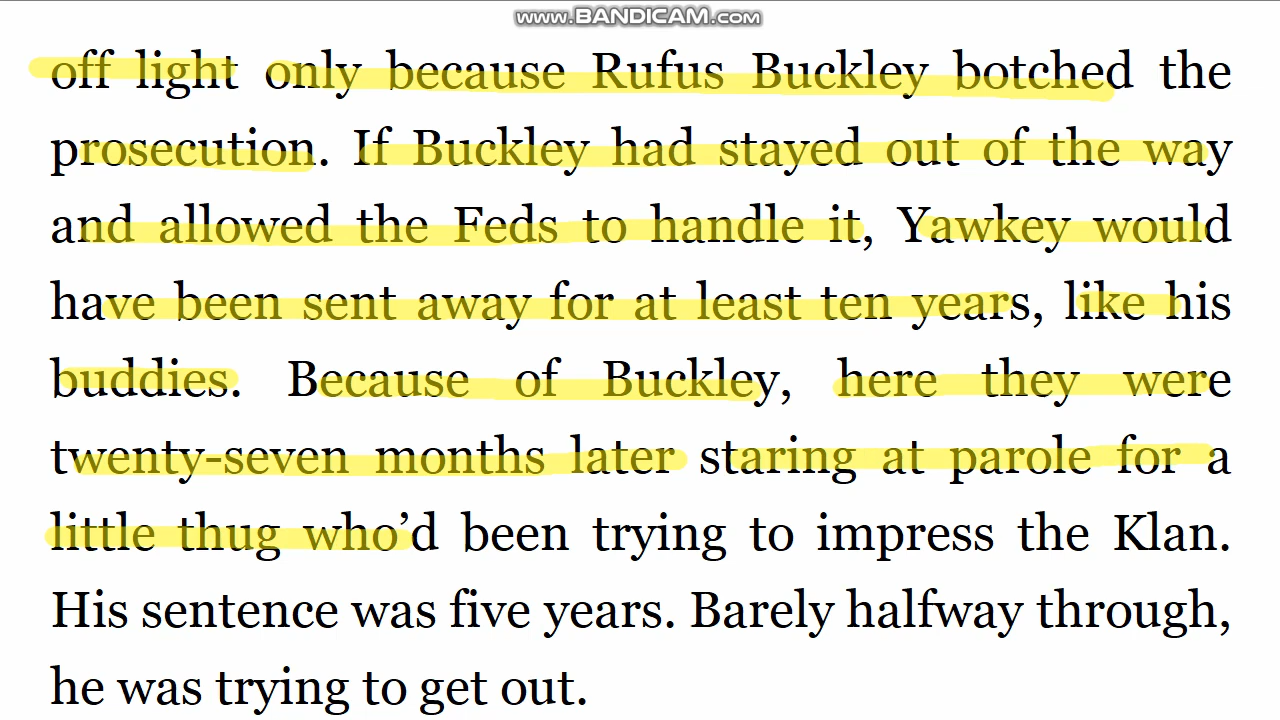 www.BANDICAM.com
off light only because Rufus Buckley botched the
prosecution. If Buckley had stayed out of the way
and allowed the Feds to handle it, Yawkey would
have been sent away for at least ten years, like his
buddies. Because of Buckley, here they were
twenty-seven months later staring at parole for a
little thug who’d been trying to impress the Klan.
His sentence was five years. Barely halfway through,
he was trying to get out.